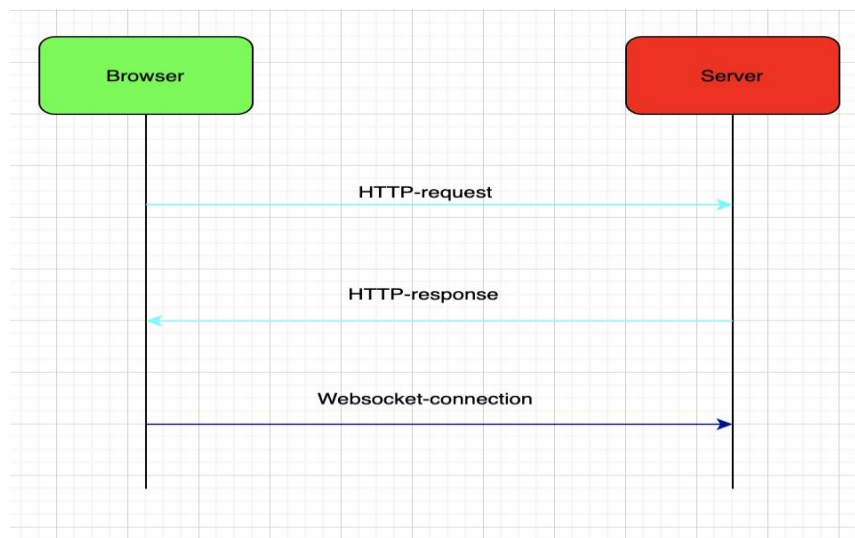 Browser
Server
HTTP-request
HTTP-response
Websocket-connection